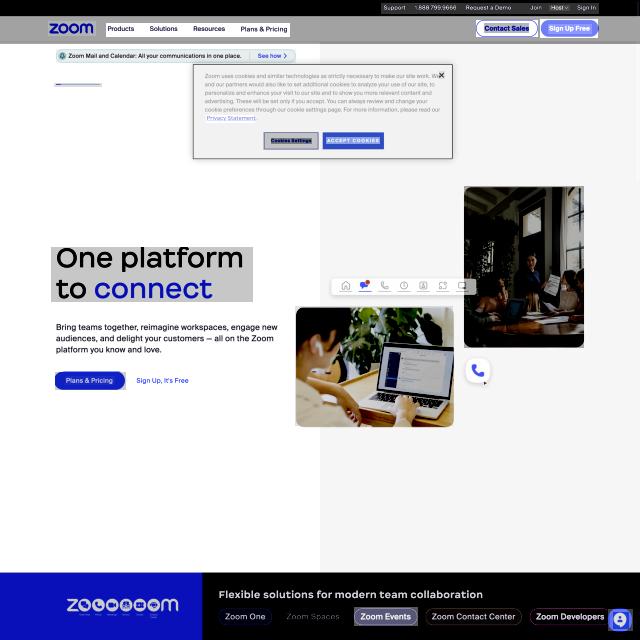 Support 1.888.799.9666 Request a Demo Join Host Sign In
zoom Products Solutions Resources Plans & Pricing Contact Sales Sign Up Free
Zoom Mail and Calendar: All your communications in one place. See how
Zoom uses cookies and similar technologies as strictly necessary to make our site work. We
and our partners would also like to set additional cookies to analyze your use of our site, to
personalize and enhance your visit to our site and to show you more relevant content and
advertising. These will be set only if you accept. You can always review and change your
cookie preferences through our cookie settings page. For more information, please read our
Privacy Statement.
Cookies Settings ACCEPT COOKIES
One platform
to connect
Bring teams together, reimagine workspaces, engage new
audiences, and delight your customers — all on the Zoom
platform you know and love.
Plans & Pricing Sign Up, It's Free
zoooooom
Flexible solutions for modern team collaboration
Zoom One Zoom Spaces Zoom Events Zoom Contact Center Zoom Developers